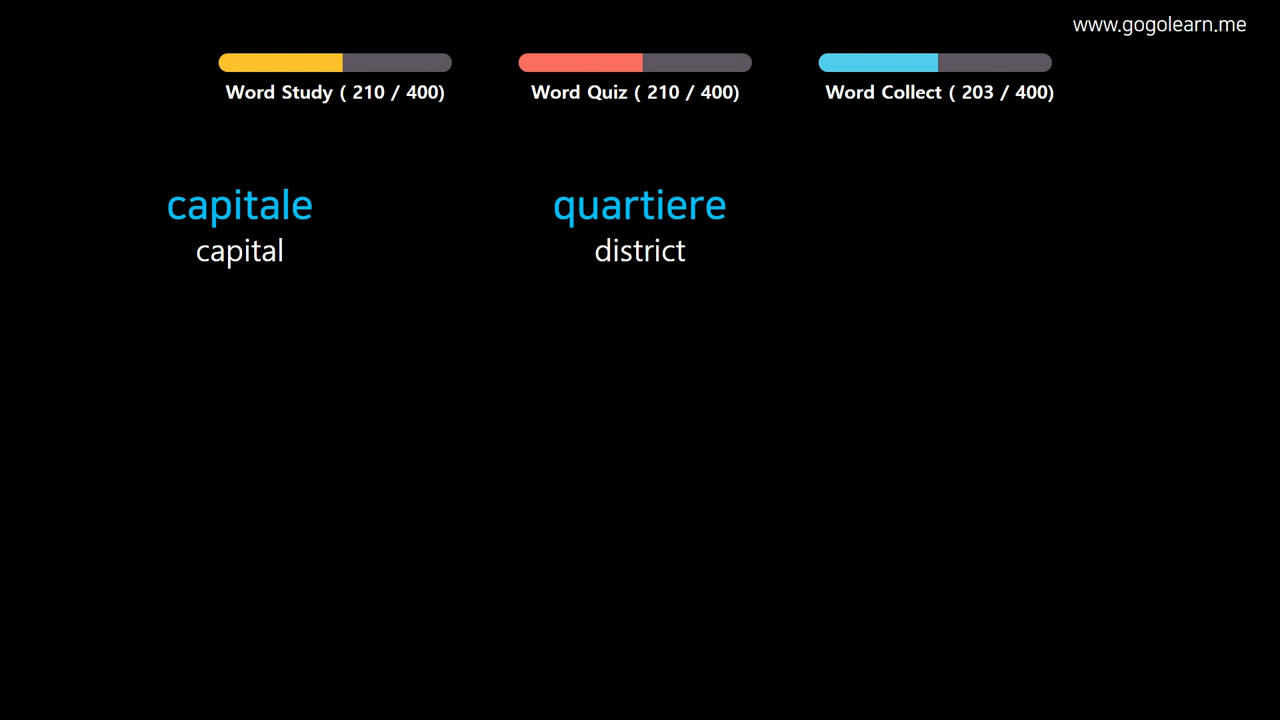 www.gogolearn.me
Word Study ( 210 / 400)
Word Quiz ( 210 / 400)
Word Collect ( 203 / 400)
capitale
capital
quartiere
district